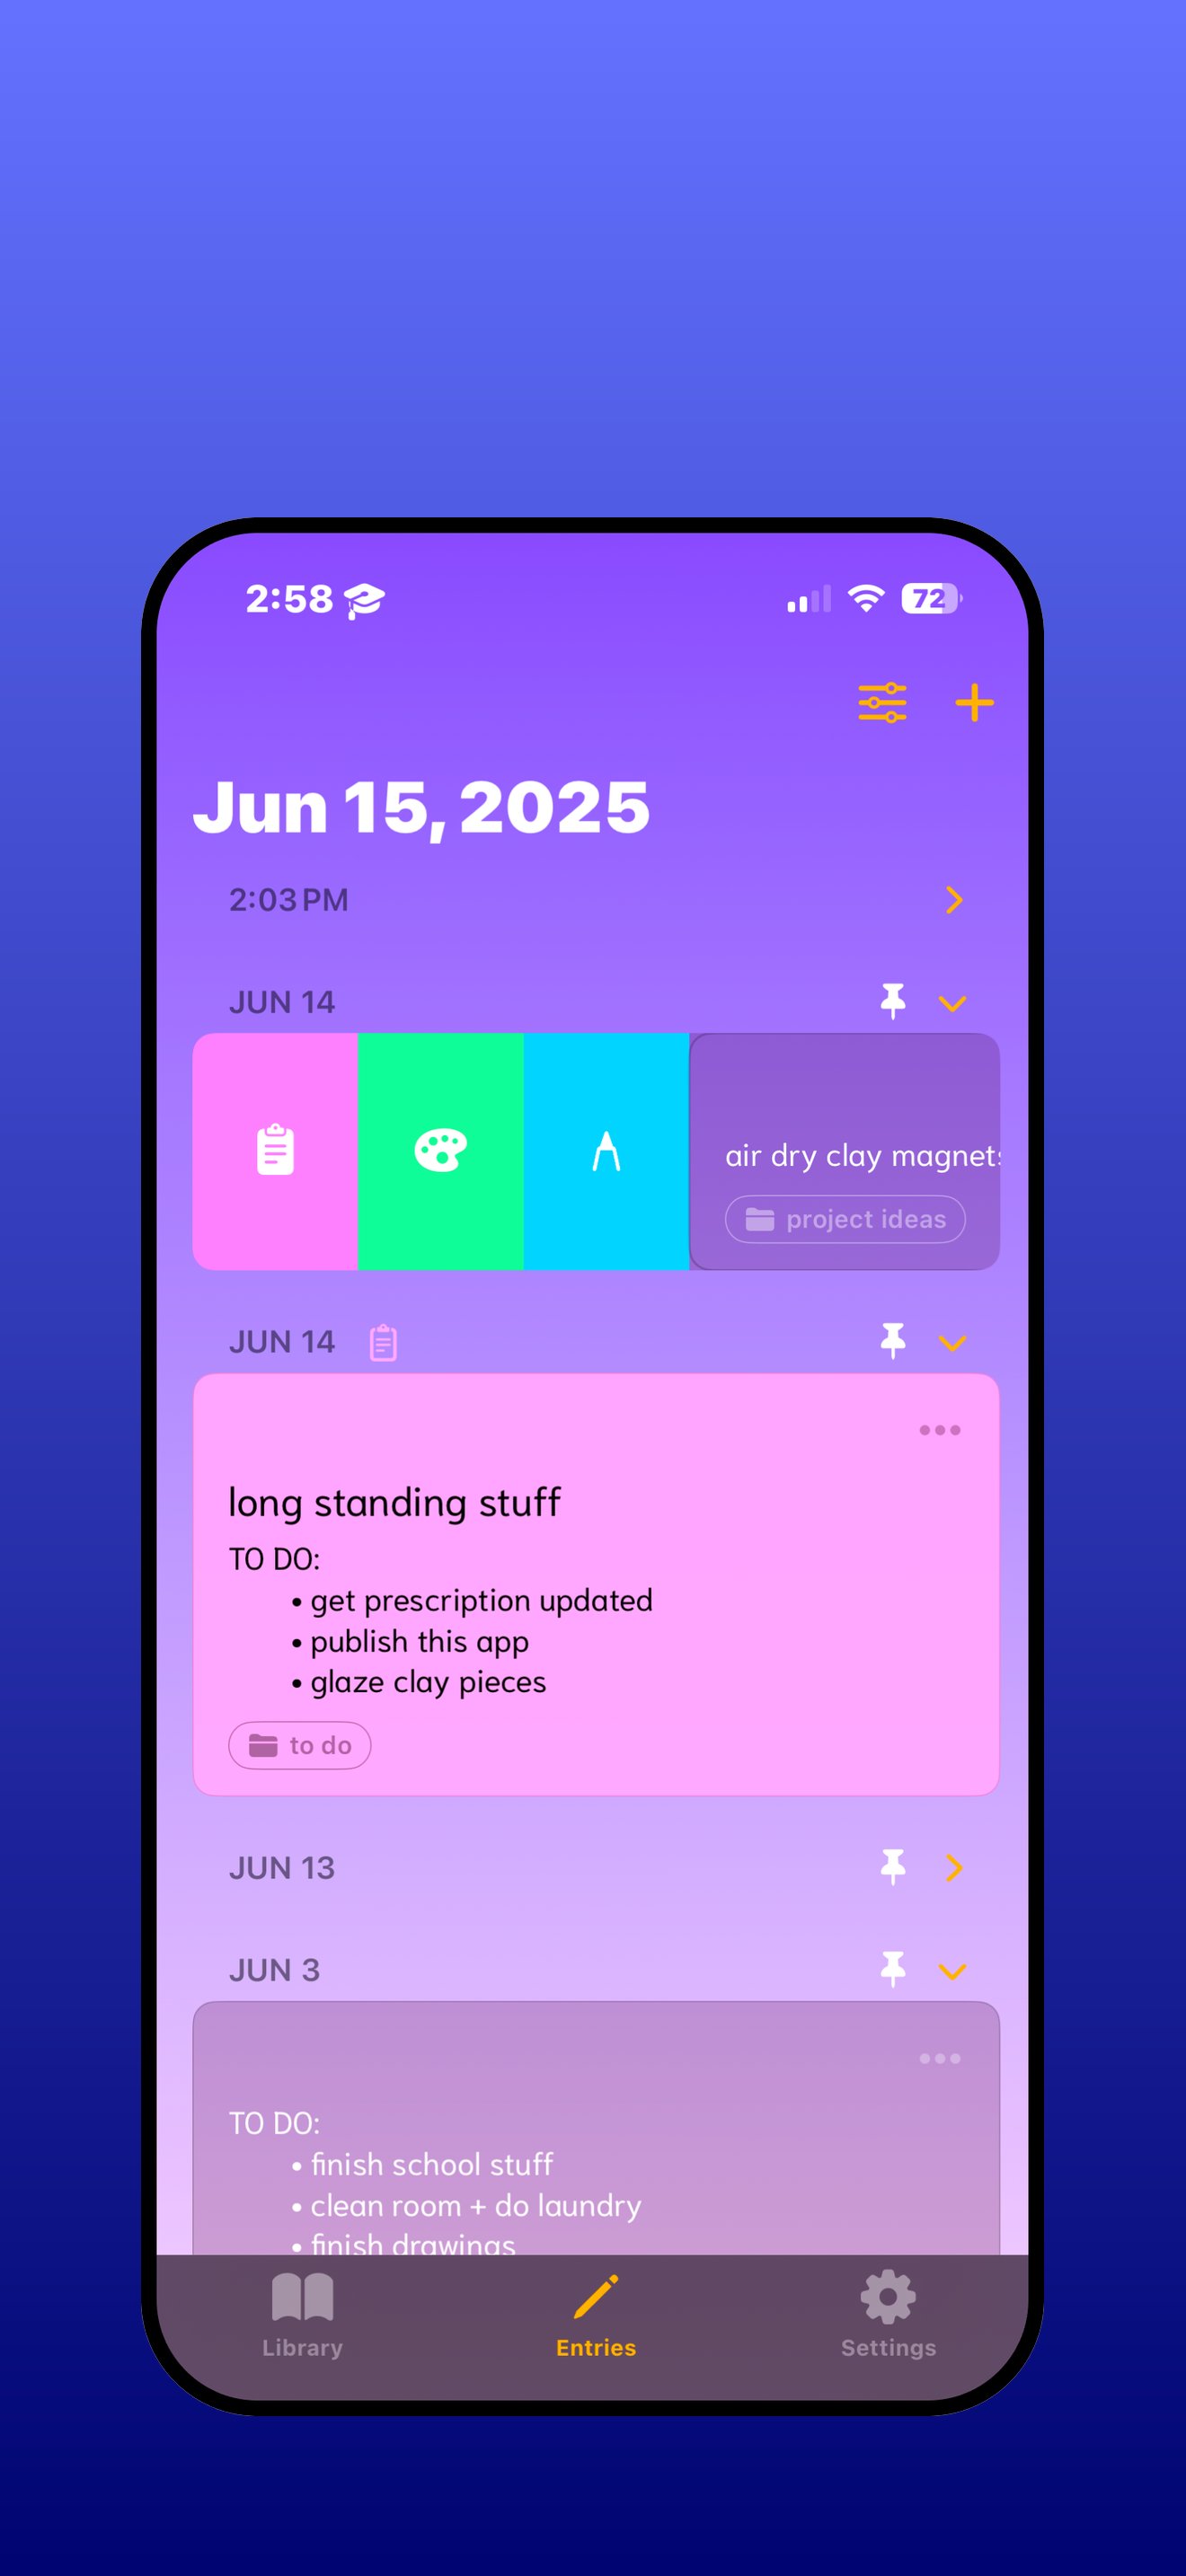 2:58
72
Jun 15, 2025
2:03 PM
JUN 14
air dry clay magnets
project ideas
JUN 14
long standing stuff
TO DO:
• get prescription updated
• publish this app
• glaze clay pieces
to do
JUN 13
JUN 3
TO DO:
• finish school stuff
• clean room + do laundry
• finish drawings
Library
Entries
Settings